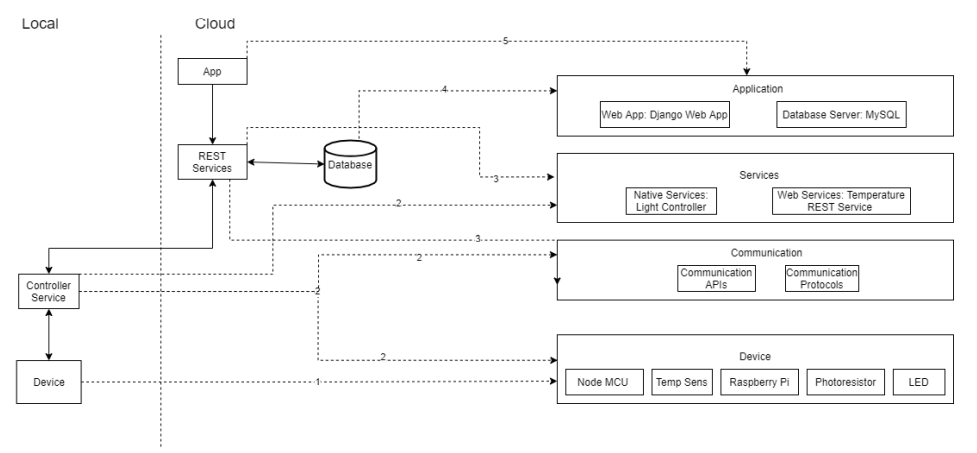 Local
Cloud
5
App
Application
4
Web App: Django Web App
Database Server: MySQL
REST
Services
Database
3
Services
Native Services:
Light Controller
Web Services: Temperature
REST Service
2
3
Communication
2
Communication
APIs
Communication
Protocols
Controller
Service
2
2
Device
Device
1
Node MCU
Temp Sens
Raspberry Pi
Photoresistor
LED